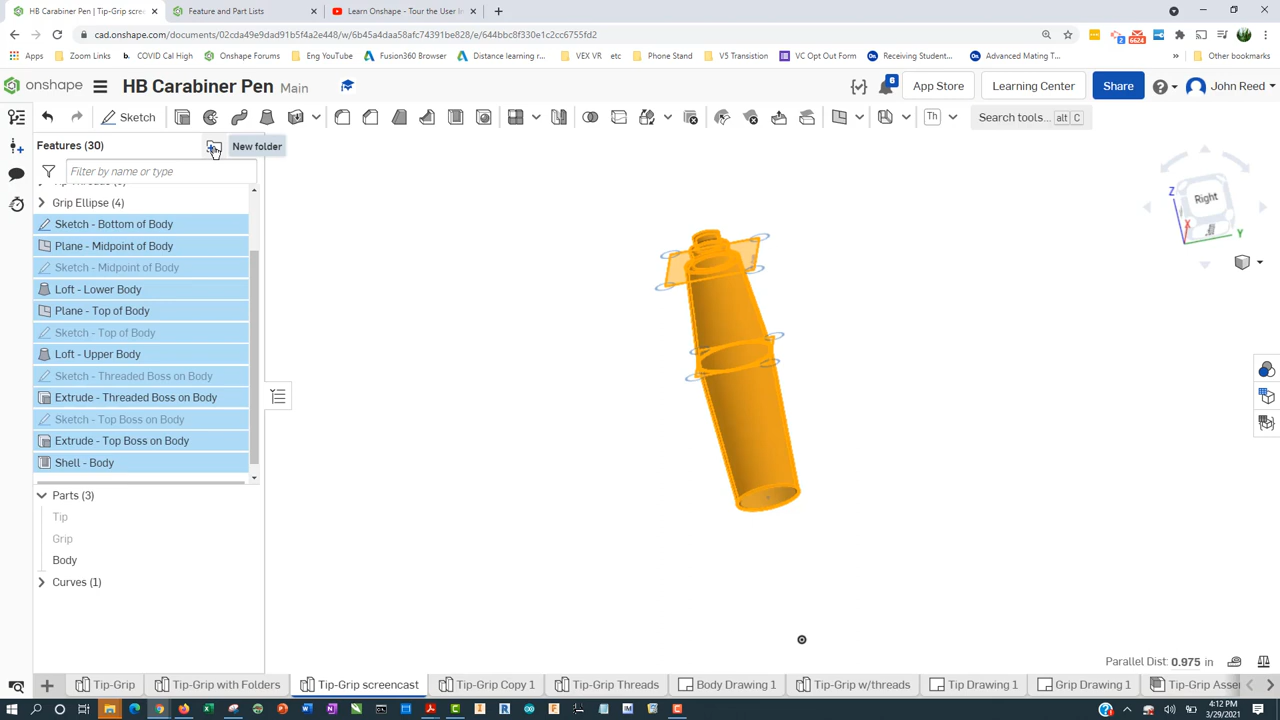 HB Carabiner Pen | Tip-Grip scree
Feature and Part Lists
Learn Onshape - Tour the User In
cad.onshape.com/documents/02cda49e9dad91b5f4a2e448/w/6b45a4daa58afc74391be828/e/644bbc8f330e1c2cc6755fd2
Apps
Zoom Links
COVID Cal High
Onshape Forums
Eng YouTube
Fusion360 Browser
Distance learning r...
VEX VR etc
Phone Stand
V5 Transistion
VC Opt Out Form
Receiving Student...
Advanced Mating T...
Other bookmarks
onshape
HB Carabiner Pen Main
6
App Store
Learning Center
Share
John Reed
Sketch
Search tools... alt C
Features (30)
New folder
Filter by name or type
Grip Ellipse (4)
Sketch - Bottom of Body
Plane - Midpoint of Body
Sketch - Midpoint of Body
Loft - Lower Body
Plane - Top of Body
Sketch - Top of Body
Loft - Upper Body
Sketch - Threaded Boss on Body
Extrude - Threaded Boss on Body
Sketch - Top Boss on Body
Extrude - Top Boss on Body
Shell - Body
Parts (3)
Tip
Grip
Body
Curves (1)
Z
Right
X
Y
Parallel Dist: 0.975 in
Tip-Grip
Tip-Grip with Folders
Tip-Grip screencast
Tip-Grip Copy 1
Tip-Grip Threads
Body Drawing 1
Tip-Grip w/threads
Tip Drawing 1
Grip Drawing 1
Tip-Grip Asser
4:12 PM
3/29/2021